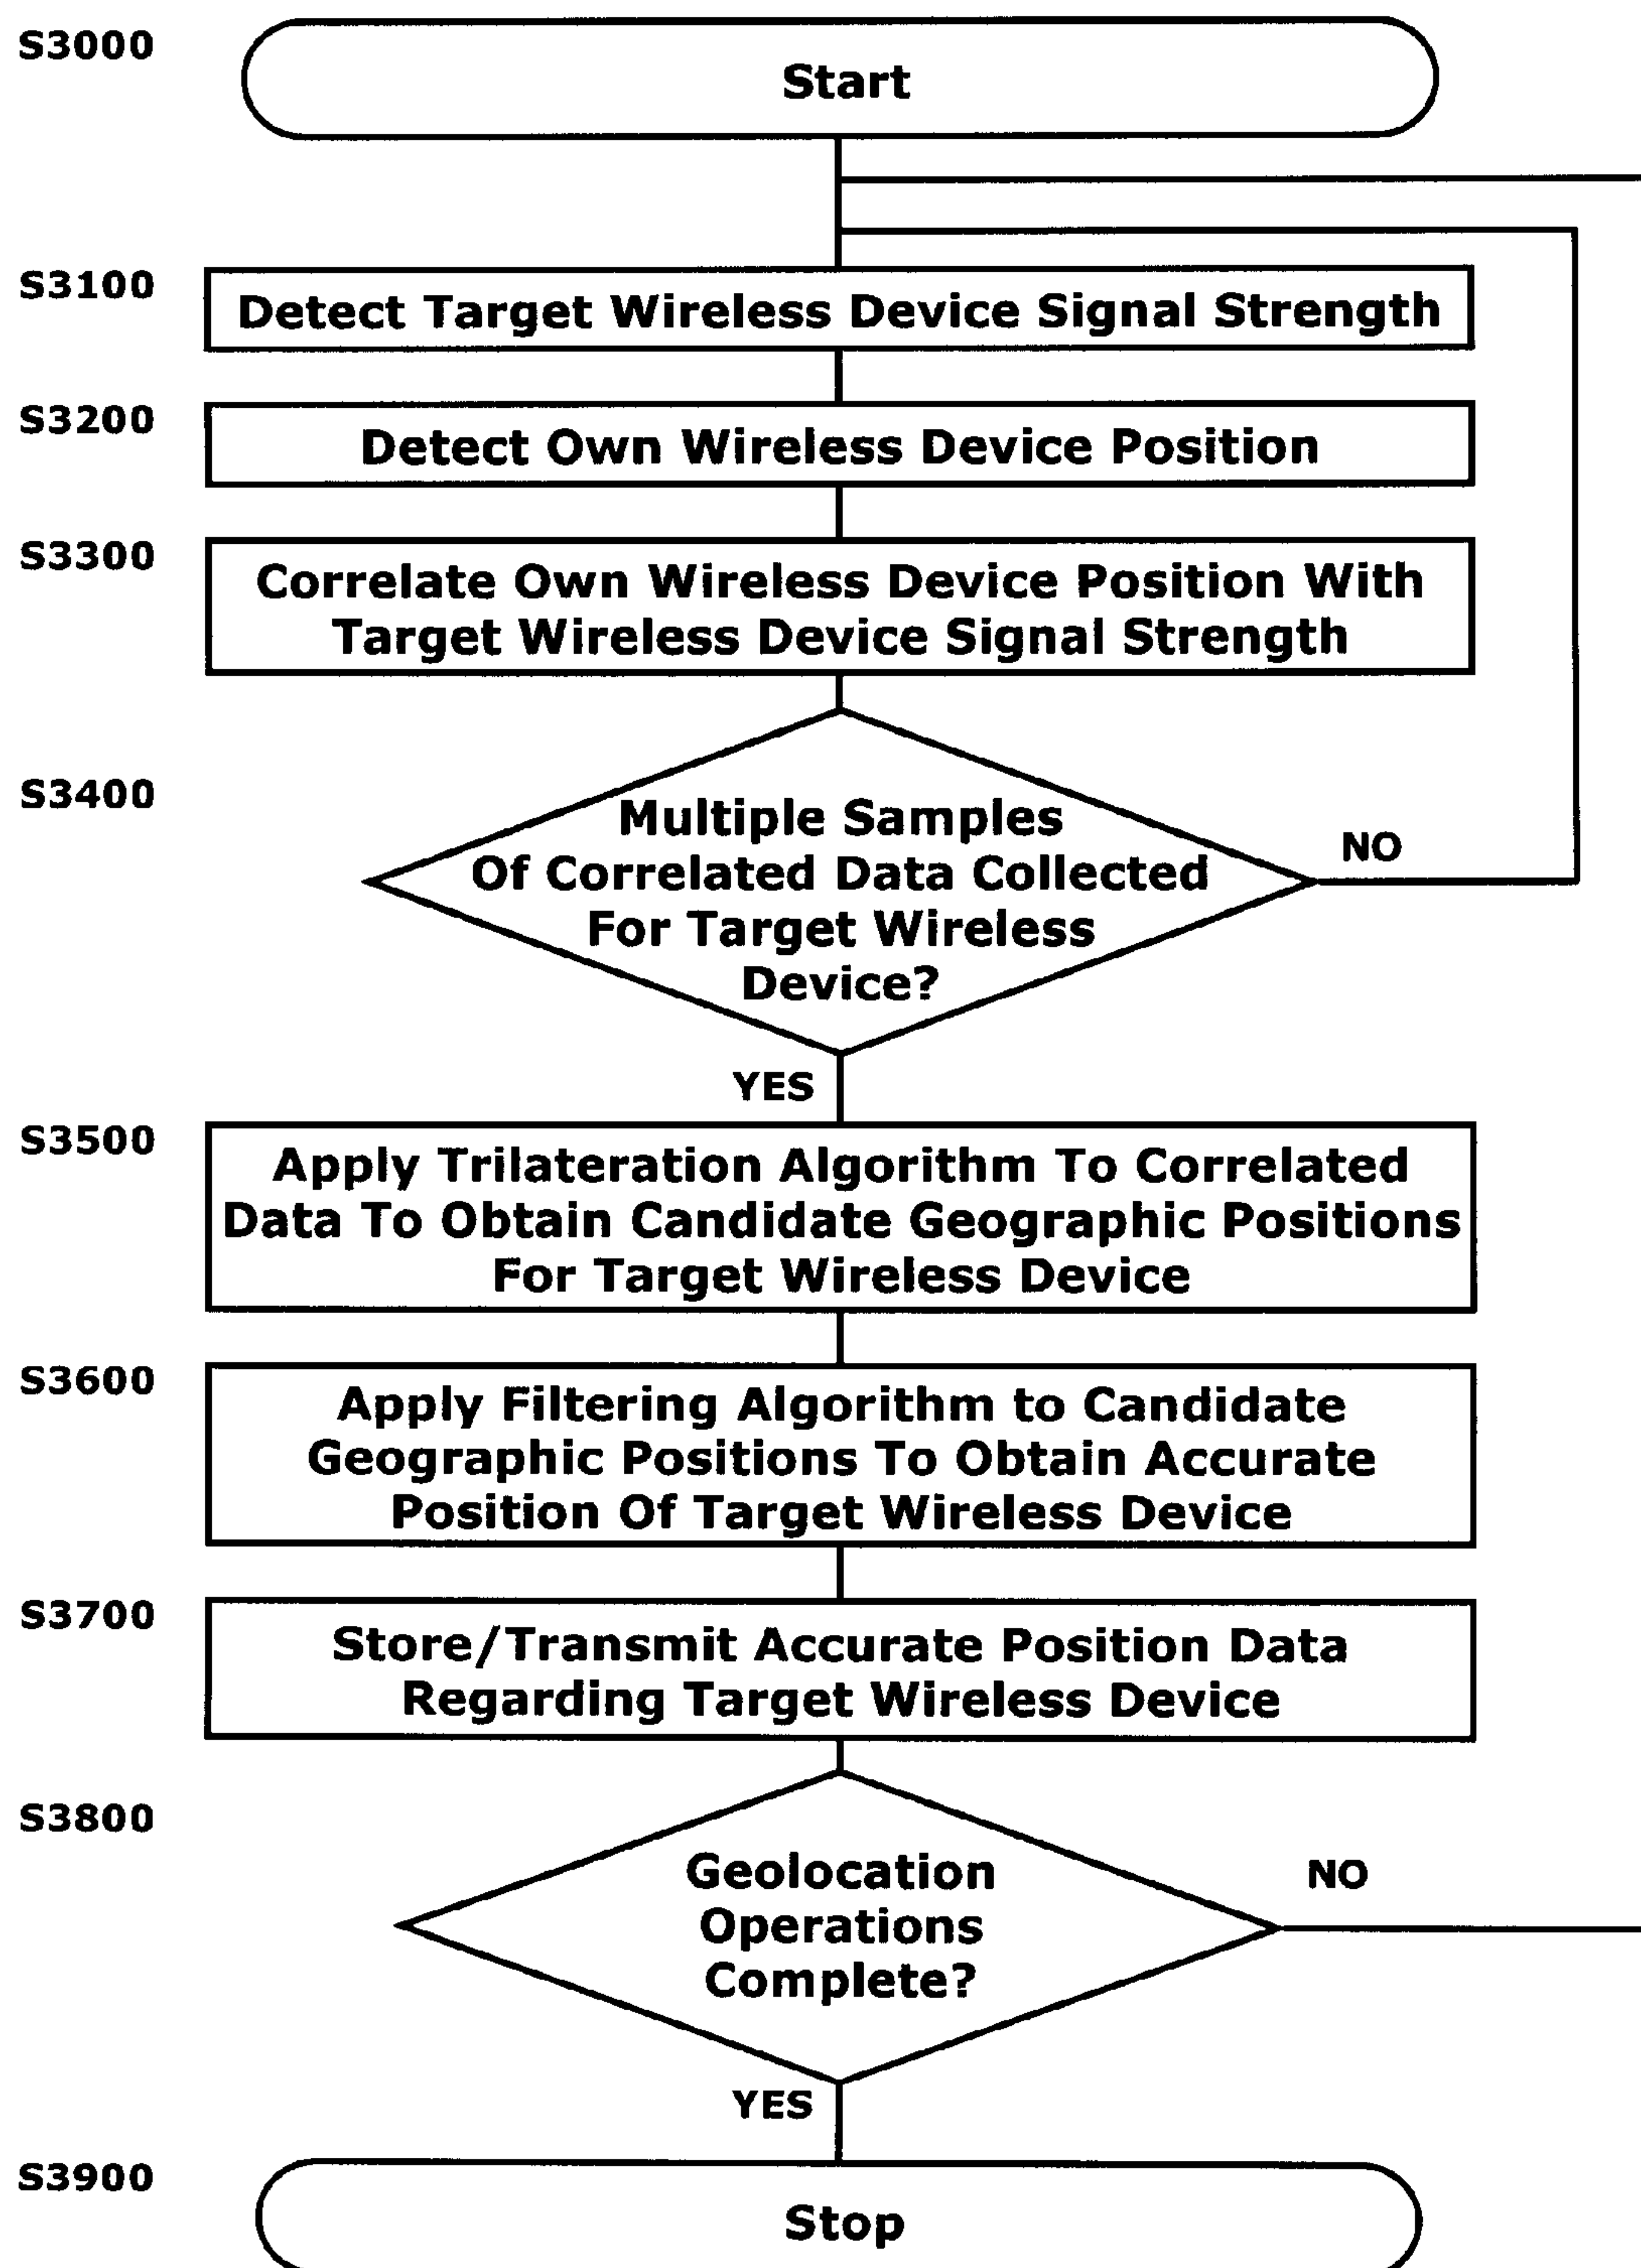 S3000
Start
S3100
Detect Target Wireless Device Signal Strength
S3200
Detect Own Wireless Device Position
S3300
Correlate Own Wireless Device Position With
Target Wireless Device Signal Strength
S3400
Multiple Samples
Of Correlated Data Collected
For Target Wireless
Device?
NO
YES
S3500
Apply Trilateration Algorithm To Correlated
Data To Obtain Candidate Geographic Positions
For Target Wireless Device
S3600
Apply Filtering Algorithm to Candidate
Geographic Positions To Obtain Accurate
Position Of Target Wireless Device
S3700
Store/Transmit Accurate Position Data
Regarding Target Wireless Device
S3800
Geolocation
Operations
Complete?
NO
YES
S3900
Stop